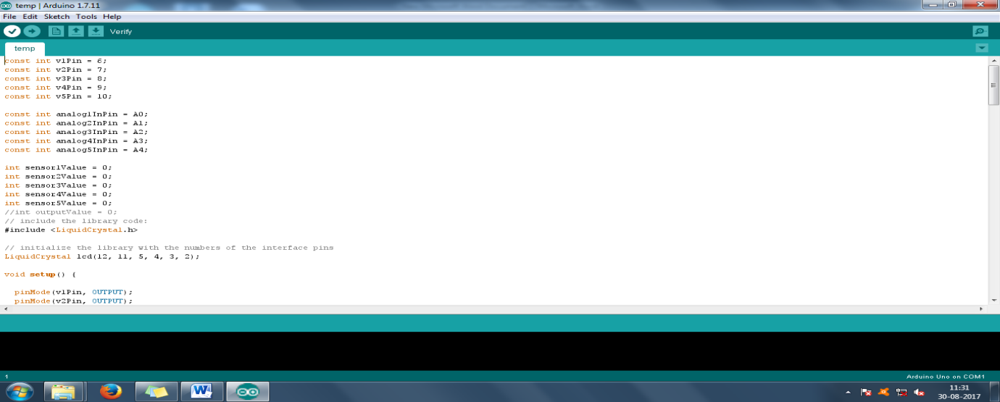 temp | Arduino 1.7.11
File Edit Sketch Tools Help
Verify
temp
const int v1Pin = 6;
const int v2Pin = 7;
const int v3Pin = 8;
const int v4Pin = 9;
const int v5Pin = 10;
const int analog1InPin = A0;
const int analog2InPin = A1;
const int analog3InPin = A2;
const int analog4InPin = A3;
const int analog5InPin = A4;
int sensor1Value = 0;
int sensor2Value = 0;
int sensor3Value = 0;
int sensor4Value = 0;
int sensor5Value = 0;
//int outputValue = 0;
// include the library code:
#include <LiquidCrystal.h>
// initialize the library with the numbers of the interface pins
LiquidCrystal lcd(12, 11, 5, 4, 3, 2);
void setup() {
pinMode(v1Pin, OUTPUT);
pinMode(v2Pin, OUTPUT);
1
Arduino Uno on COM1
W
11:31
30-08-2017